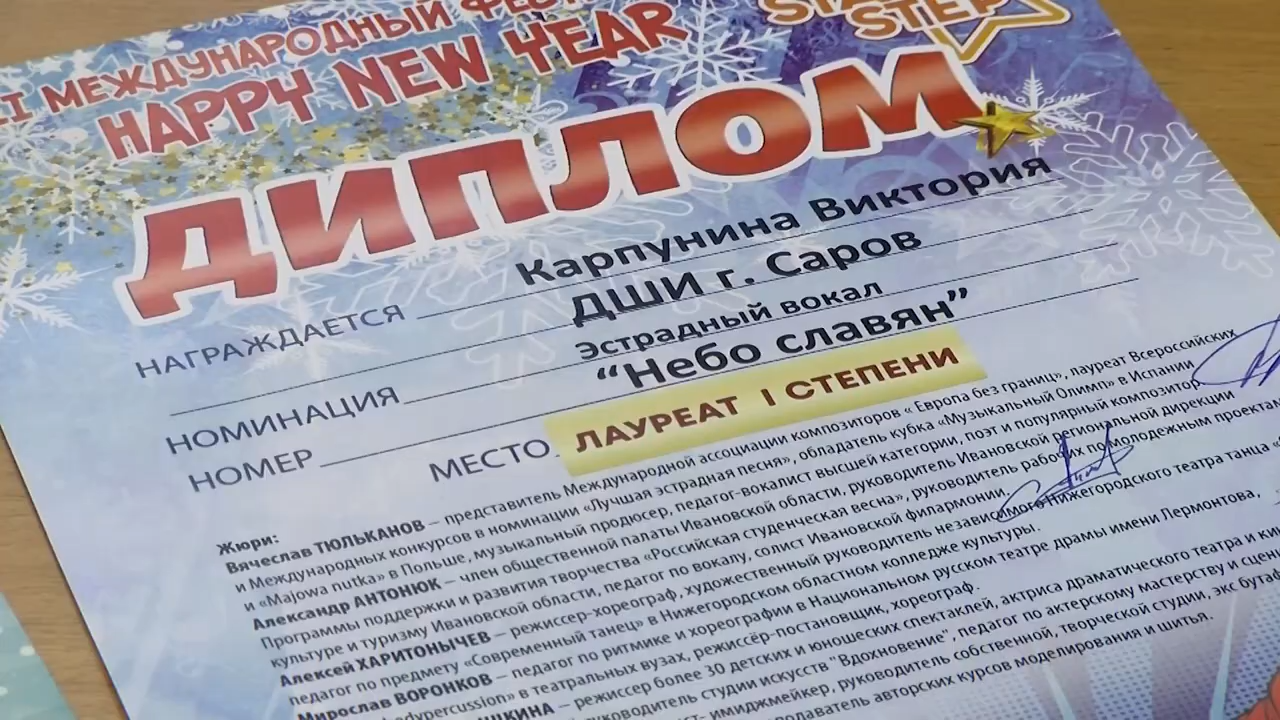 МЕЖДУНАРОДНЫЙ
STEP
HAPPY NEW YEAR
ДИПЛОМ
НАГРАЖДАЕТСЯ Карпунина Виктория
ДШИ г. Саров
НОМИНАЦИЯ Эстрадный вокал
НОМЕР “Небо славян”
МЕСТО ЛАУРЕАТ I СТЕПЕНИ
Жюри:
Вячеслав ТЮЛЬКАНОВ – представитель Международной ассоциации композиторов « Европа без границ», лауреат Всероссийских
и Международных конкурсов в номинации «Лучшая эстрадная песня», обладатель кубка «Музыкальный Олимп» в Испании
и «Majowa nutka» в Польше, музыкальный продюсер, педагог-вокалист высшей категории, поэт и популярный композитор
Александр АНТОНЮК – член общественной палаты Ивановской области, руководитель Ивановской региональной дирекции
Программы поддержки и развития творчества «Российская студенческая весна», руководитель рабочих по молодежным проектам
культуре и туризму Ивановской области, педагог по вокалу, солист Ивановской филармонии.
Алексей ХАРИТОНЫЧЕВ – режиссер-хореограф, художественный руководитель независимого Нижегородского театра танца
педагог по предмету «Современный танец» в Нижегородском областном колледже культуры.
Мирослав ВОРОНКОВ – педагог по ритмике и хореографии в Национальном русском театре драмы имени Лермонтова,
в театральных вузах, режиссёр-постановщик, хореограф.
– режиссер более 30 детских и юношеских спектаклей, актриса драматического театра и
руководитель студии искусств "Вдохновение", педагог по актерскому мастерству и
имиджмейкер, руководитель собственной, творческой студии, экс
авторских курсов моделирования и шитья.